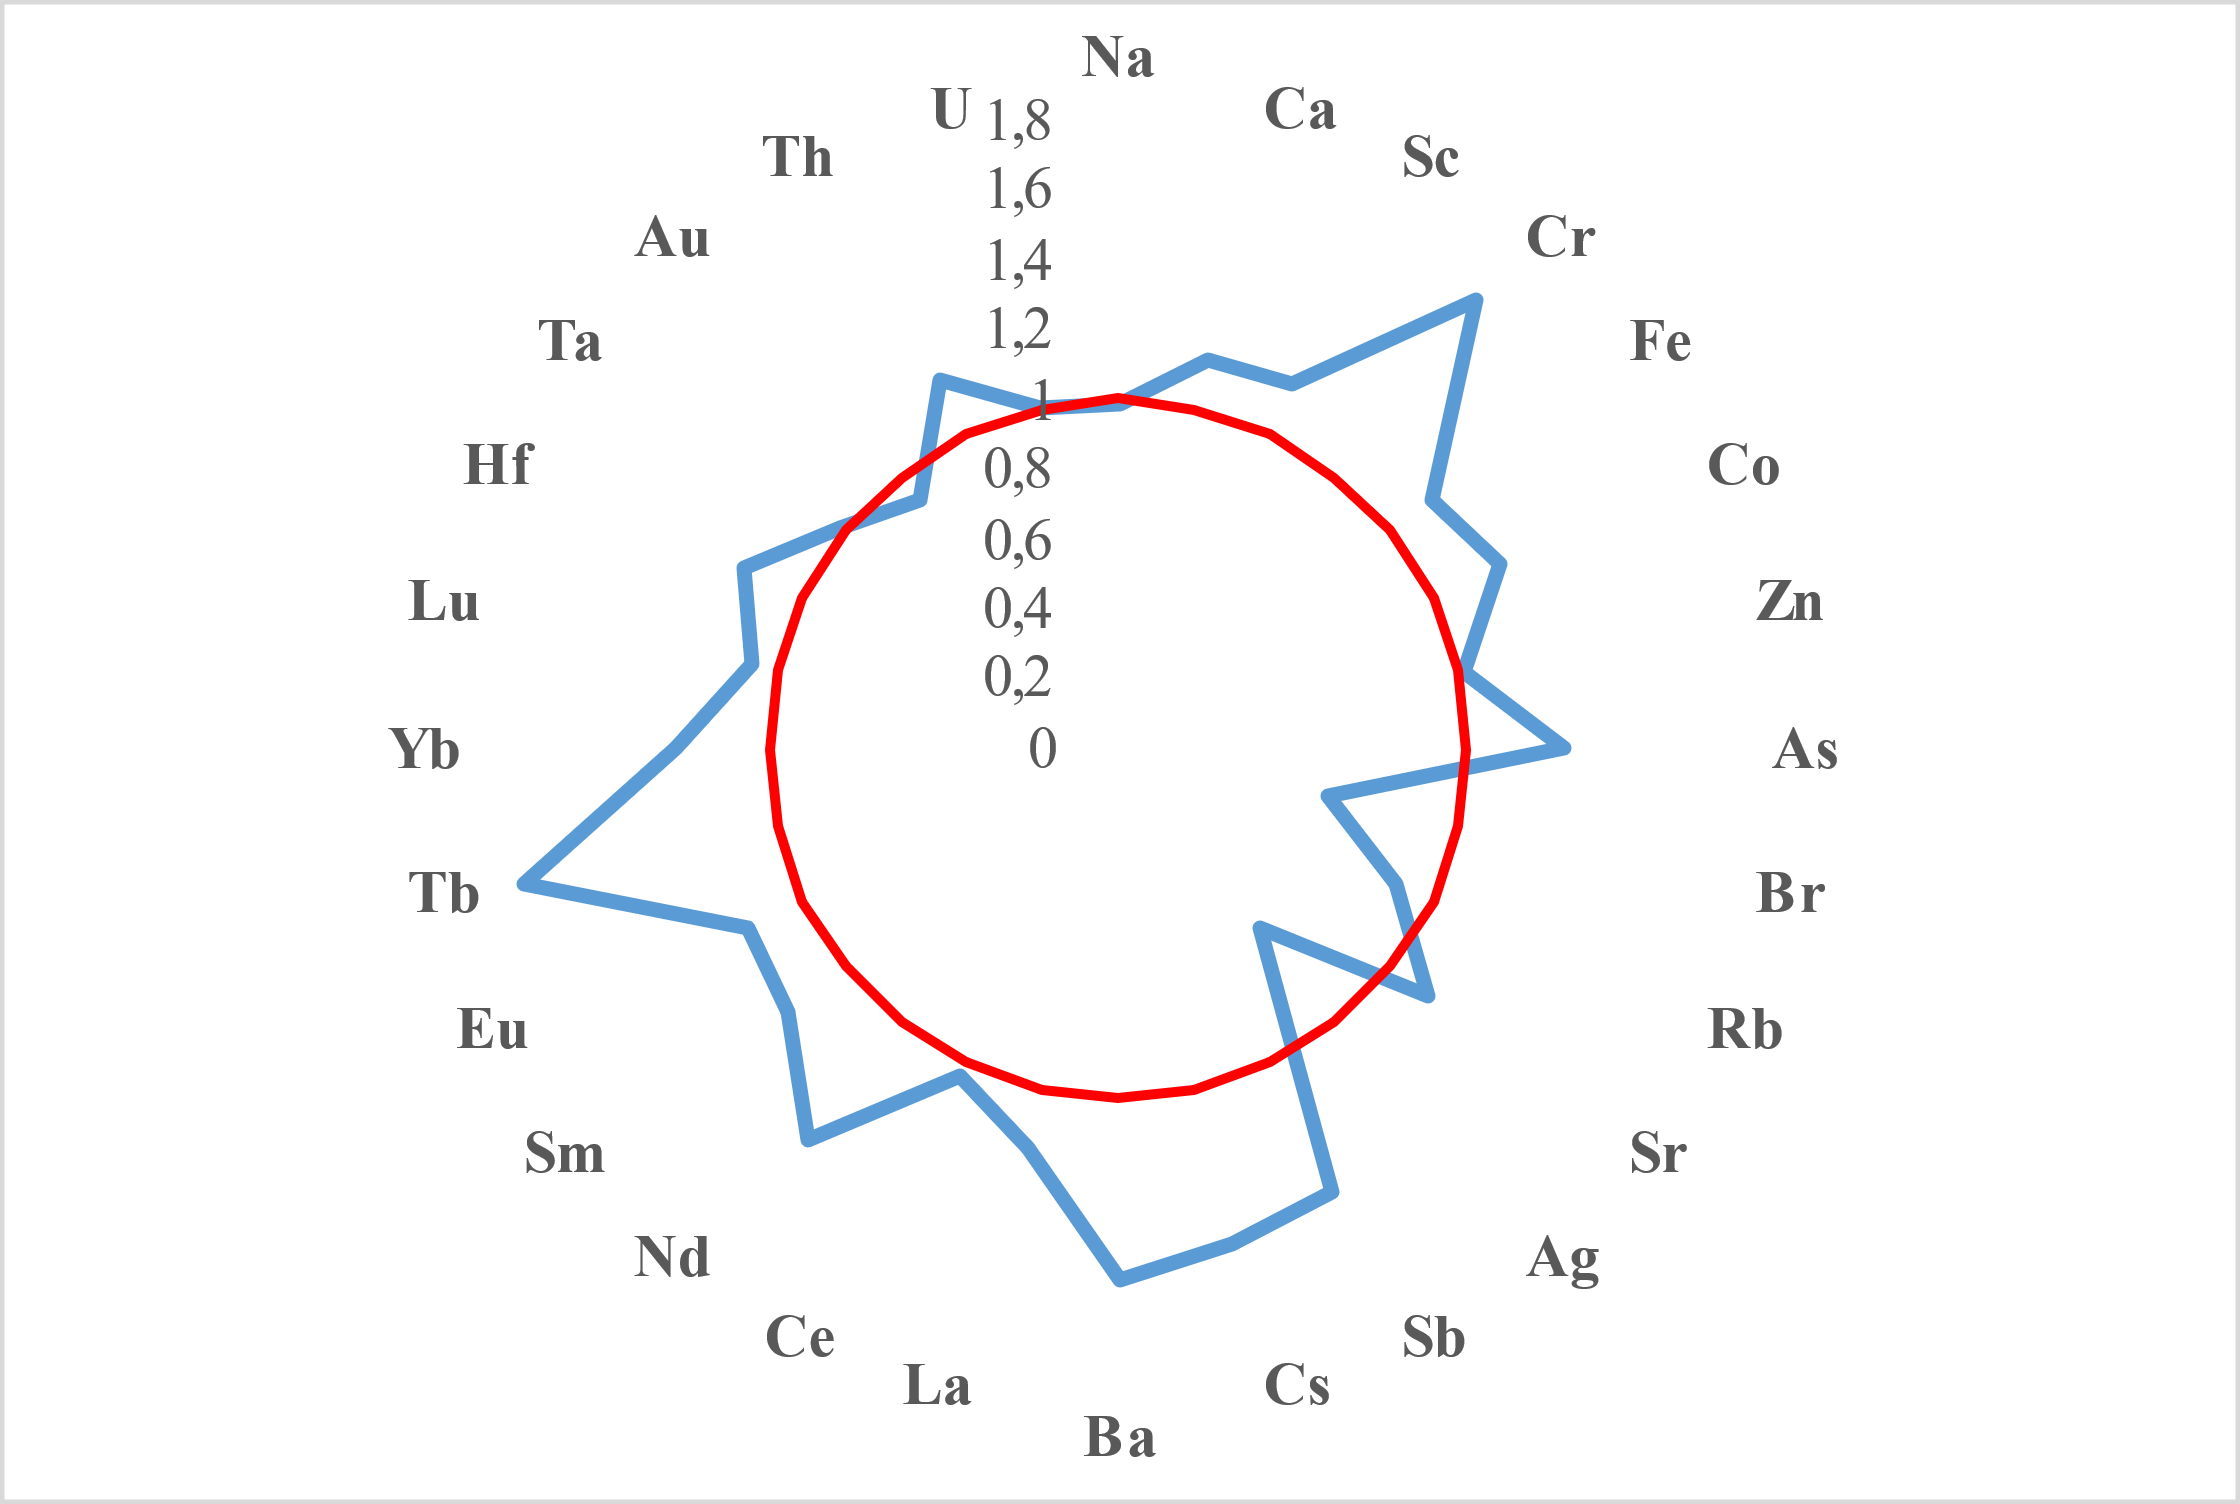 Na
Ca
Sc
Cr
Fe
Co
Zn
As
Br
Rb
Sr
Ag
Sb
Cs
Ba
La
Ce
Nd
Sm
Eu
Tb
Yb
Lu
Hf
Ta
Au
Th
U
1,8
1,6
1,4
1,2
1
0,8
0,6
0,4
0,2
0